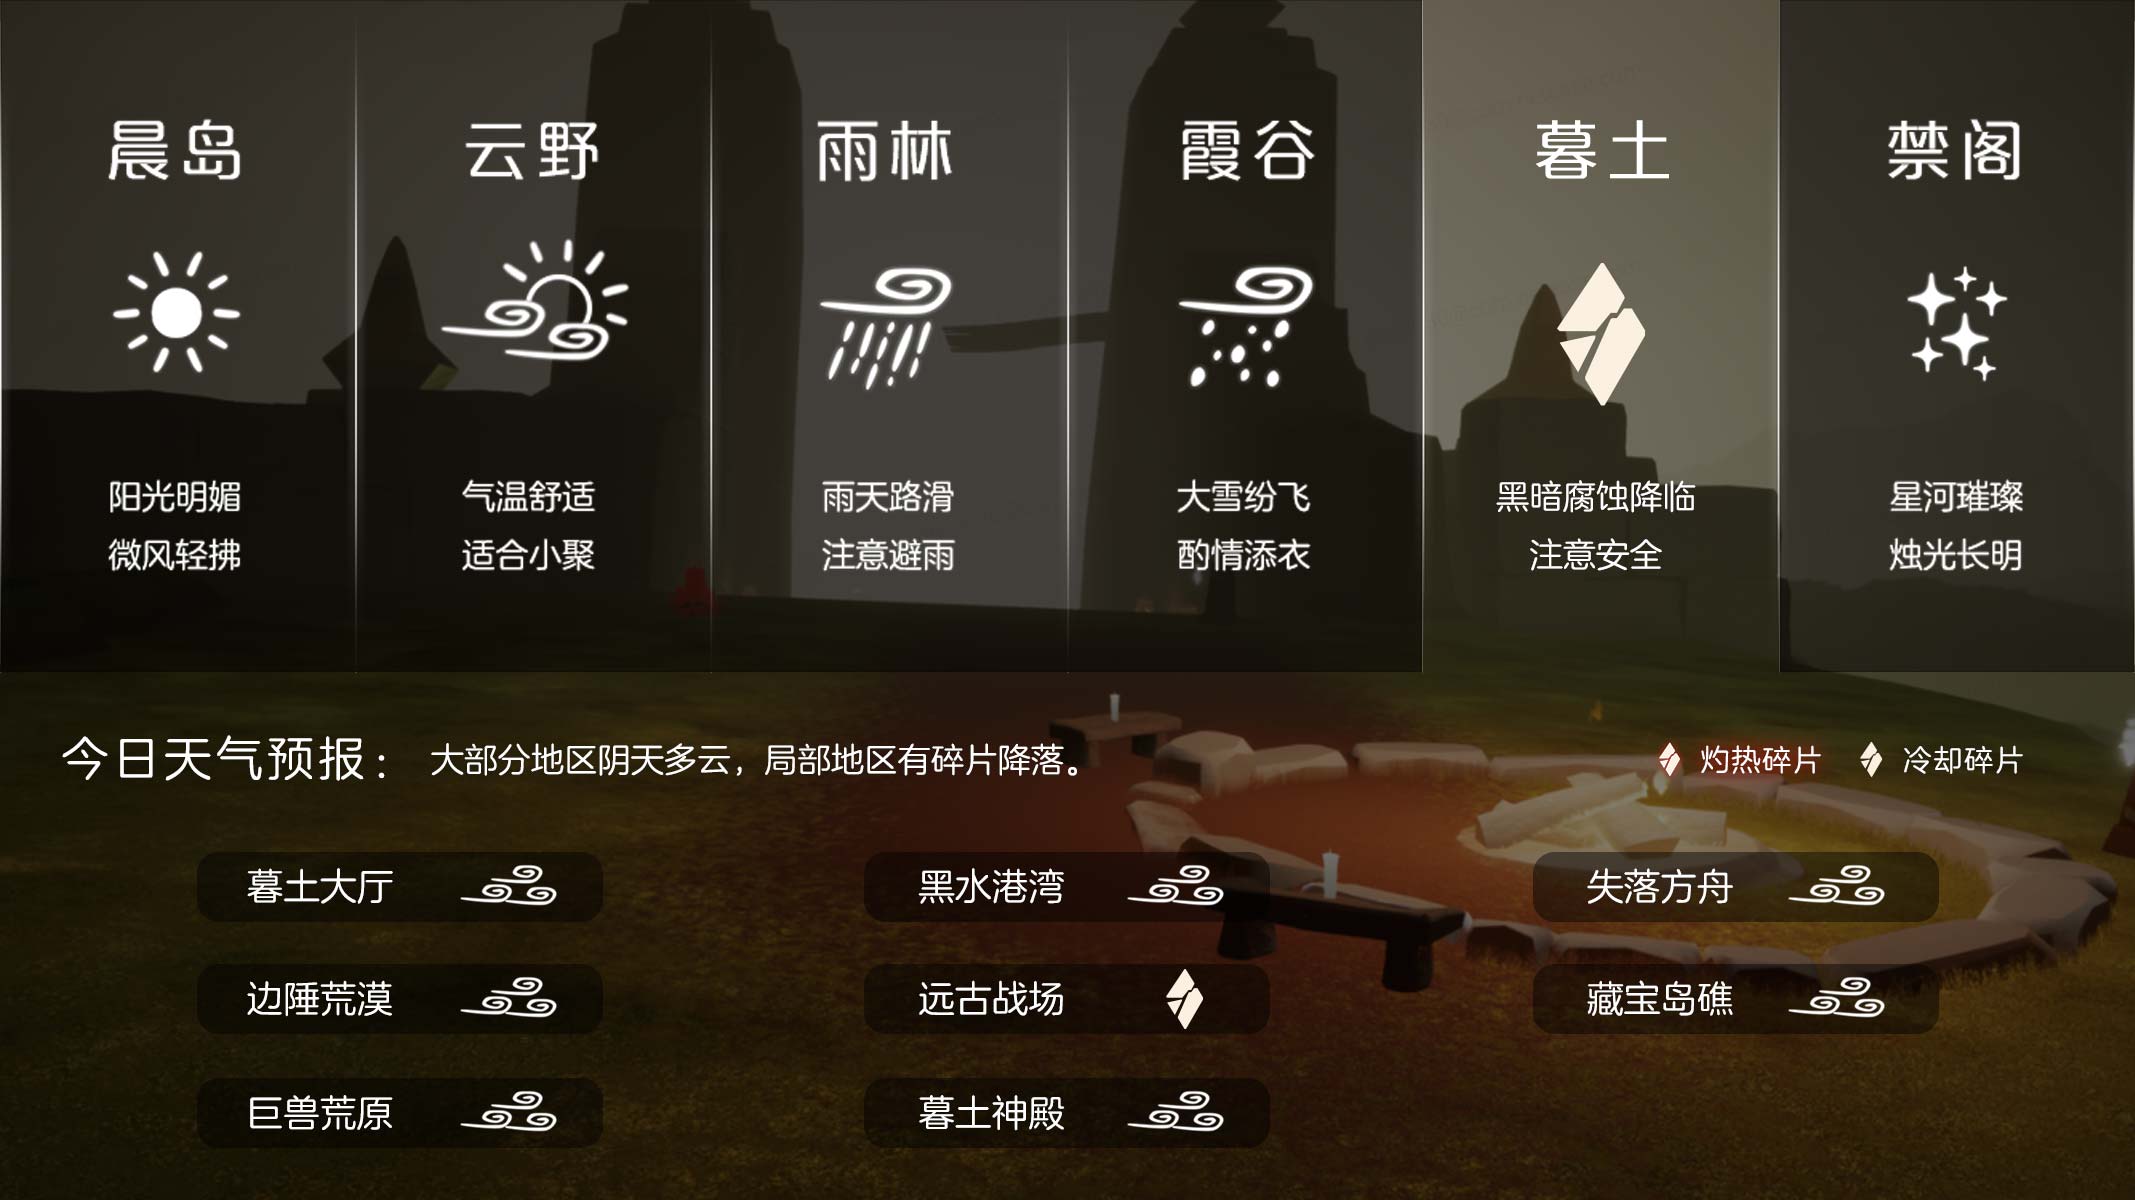 晨岛
云野
雨林
霞谷
暮土
禁阁
阳光明媚
微风轻拂
气温舒适
适合小聚
雨天路滑
注意避雨
大雪纷飞
酌情添衣
黑暗腐蚀降临
注意安全
星河璀璨
烛光长明
今日天气预报：
大部分地区阴天多云，局部地区有碎片降落。
灼热碎片
冷却碎片
暮土大厅
黑水港湾
失落方舟
边陲荒漠
远古战场
藏宝岛礁
巨兽荒原
暮土神殿